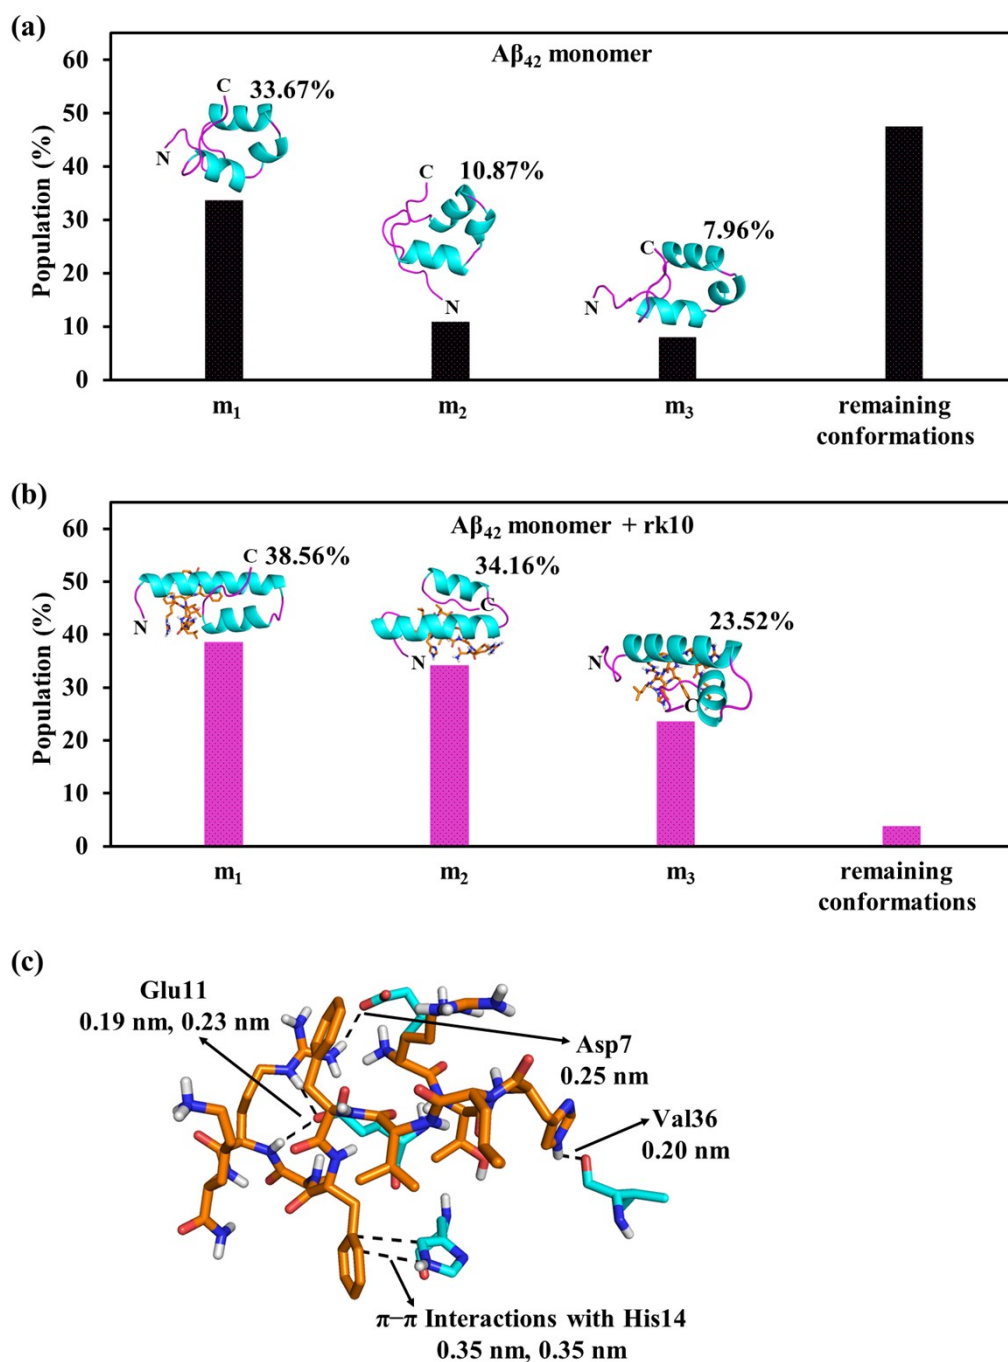 (a)
Aβ₄₂ monomer
Population (%)
60
50
40
30
20
10
0
C
33.67%
N
C
10.87%
N
C
7.96%
N
m₁
m₂
m₃
remaining
conformations
(b)
Aβ₄₂ monomer + rk10
Population (%)
60
50
40
30
20
10
0
C 38.56%
N
34.16%
C
N
23.52%
N
C
m₁
m₂
m₃
remaining
conformations
(c)
Glu11
0.19 nm, 0.23 nm
Asp7
0.25 nm
Val36
0.20 nm
π−π Interactions with His14
0.35 nm, 0.35 nm